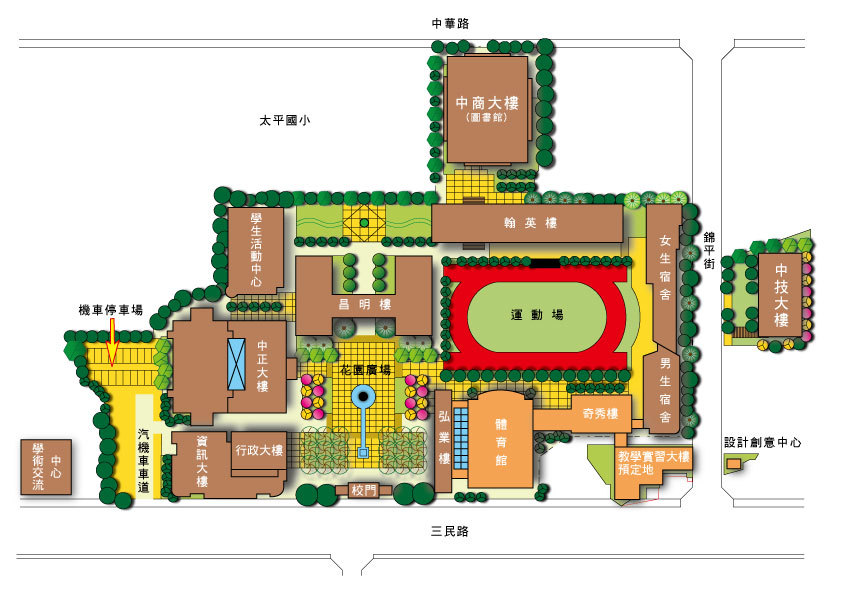 中華路
太平國小
中商大樓
(圖書館)
翰英樓
學生活動中心
女生宿舍
錦平街
中技大樓
機車停車場
昌明樓
運動場
中正大樓
花園廣場
男生宿舍
弘業樓
體育館
奇秀樓
設計創意中心
汽機車車道
資訊大樓
行政大樓
學術交流
中心
教學實習大樓
預定地
校門
三民路